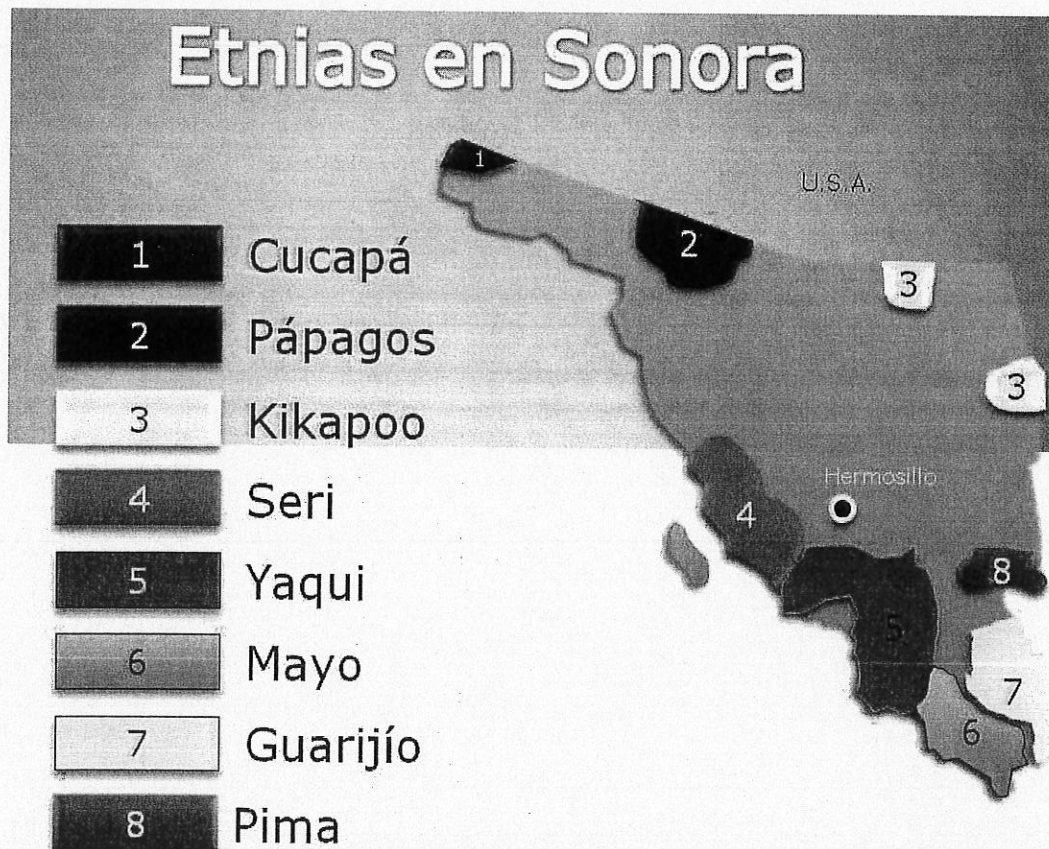 Etnias en Sonora
U.S.A.
1 Cucapá
2 Pápagos
3 Kikapoo
4 Seri
5 Yaqui
6 Mayo
7 Guarijío
8 Pima
1
2
3
3
Hermosillo
4
8
5
7
6